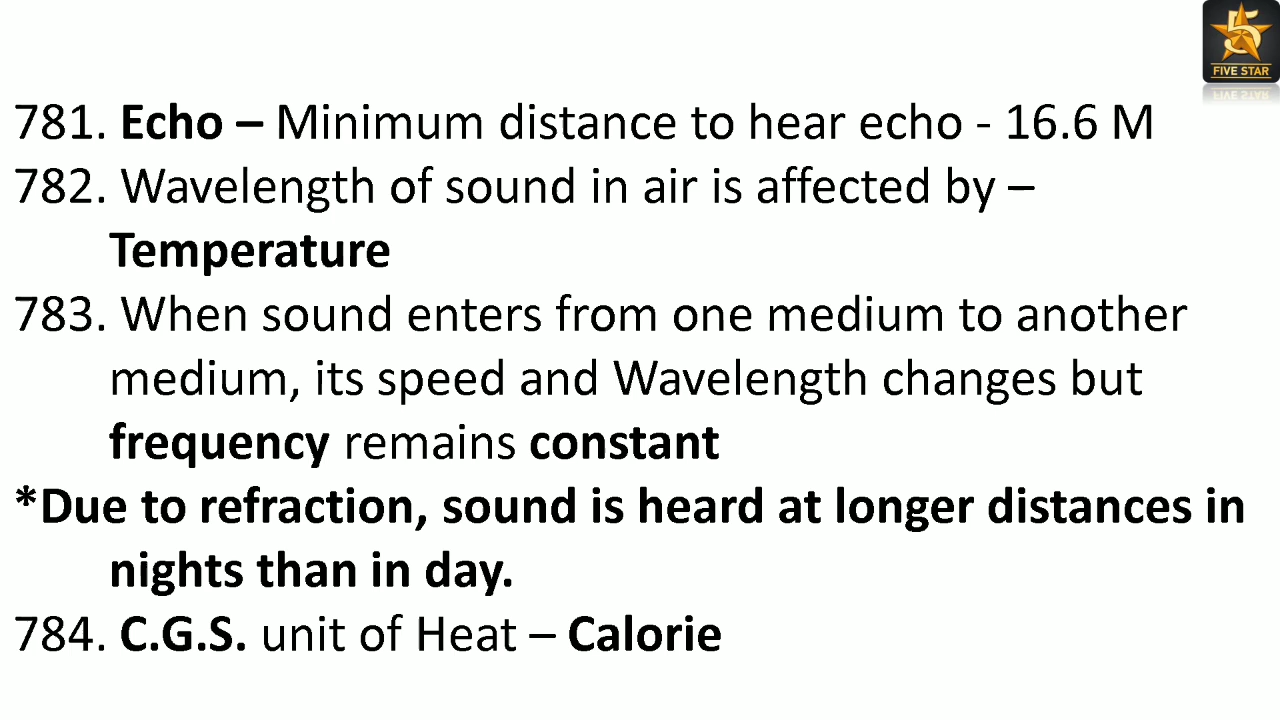 5
FIVE STAR
781. Echo – Minimum distance to hear echo - 16.6 M
782. Wavelength of sound in air is affected by –
Temperature
783. When sound enters from one medium to another
medium, its speed and Wavelength changes but
frequency remains constant
*Due to refraction, sound is heard at longer distances in
nights than in day.
784. C.G.S. unit of Heat – Calorie